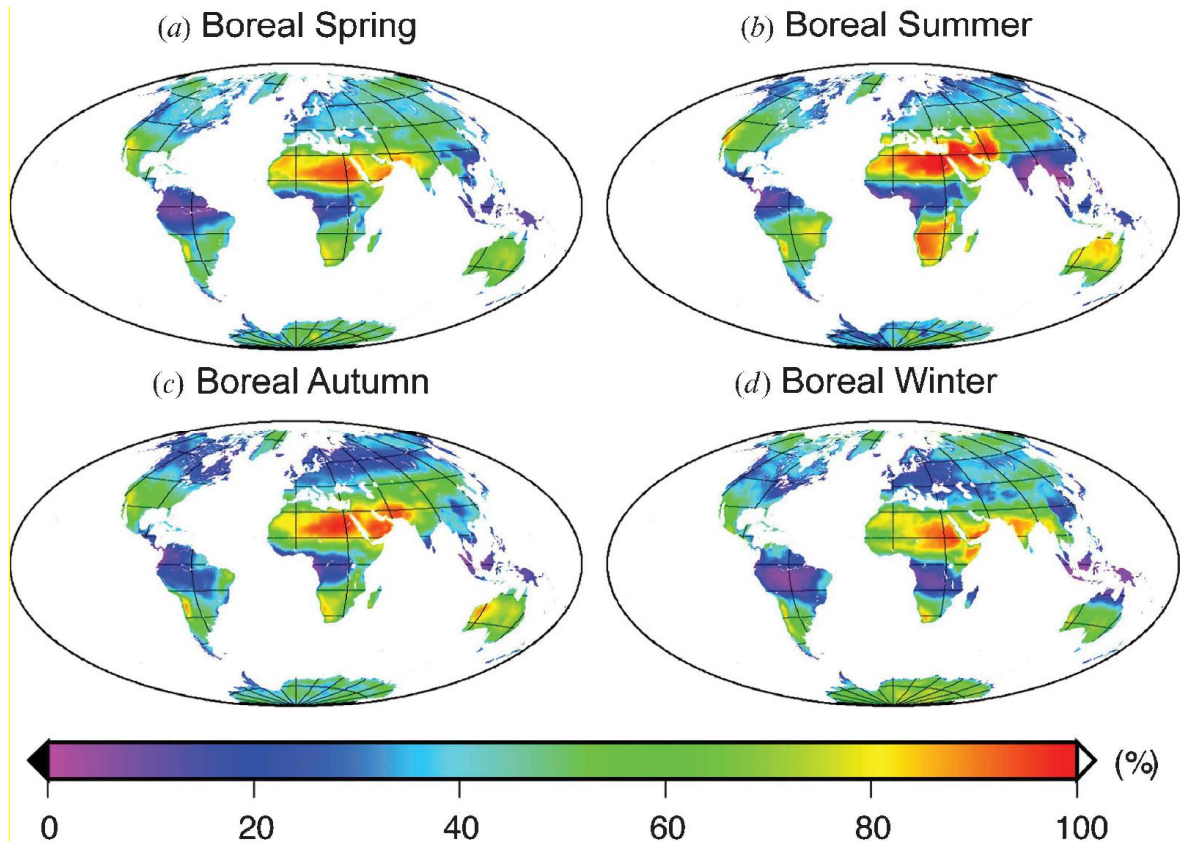 (a) Boreal Spring
(b) Boreal Summer
(c) Boreal Autumn
(d) Boreal Winter
(%)
0 20 40 60 80 100